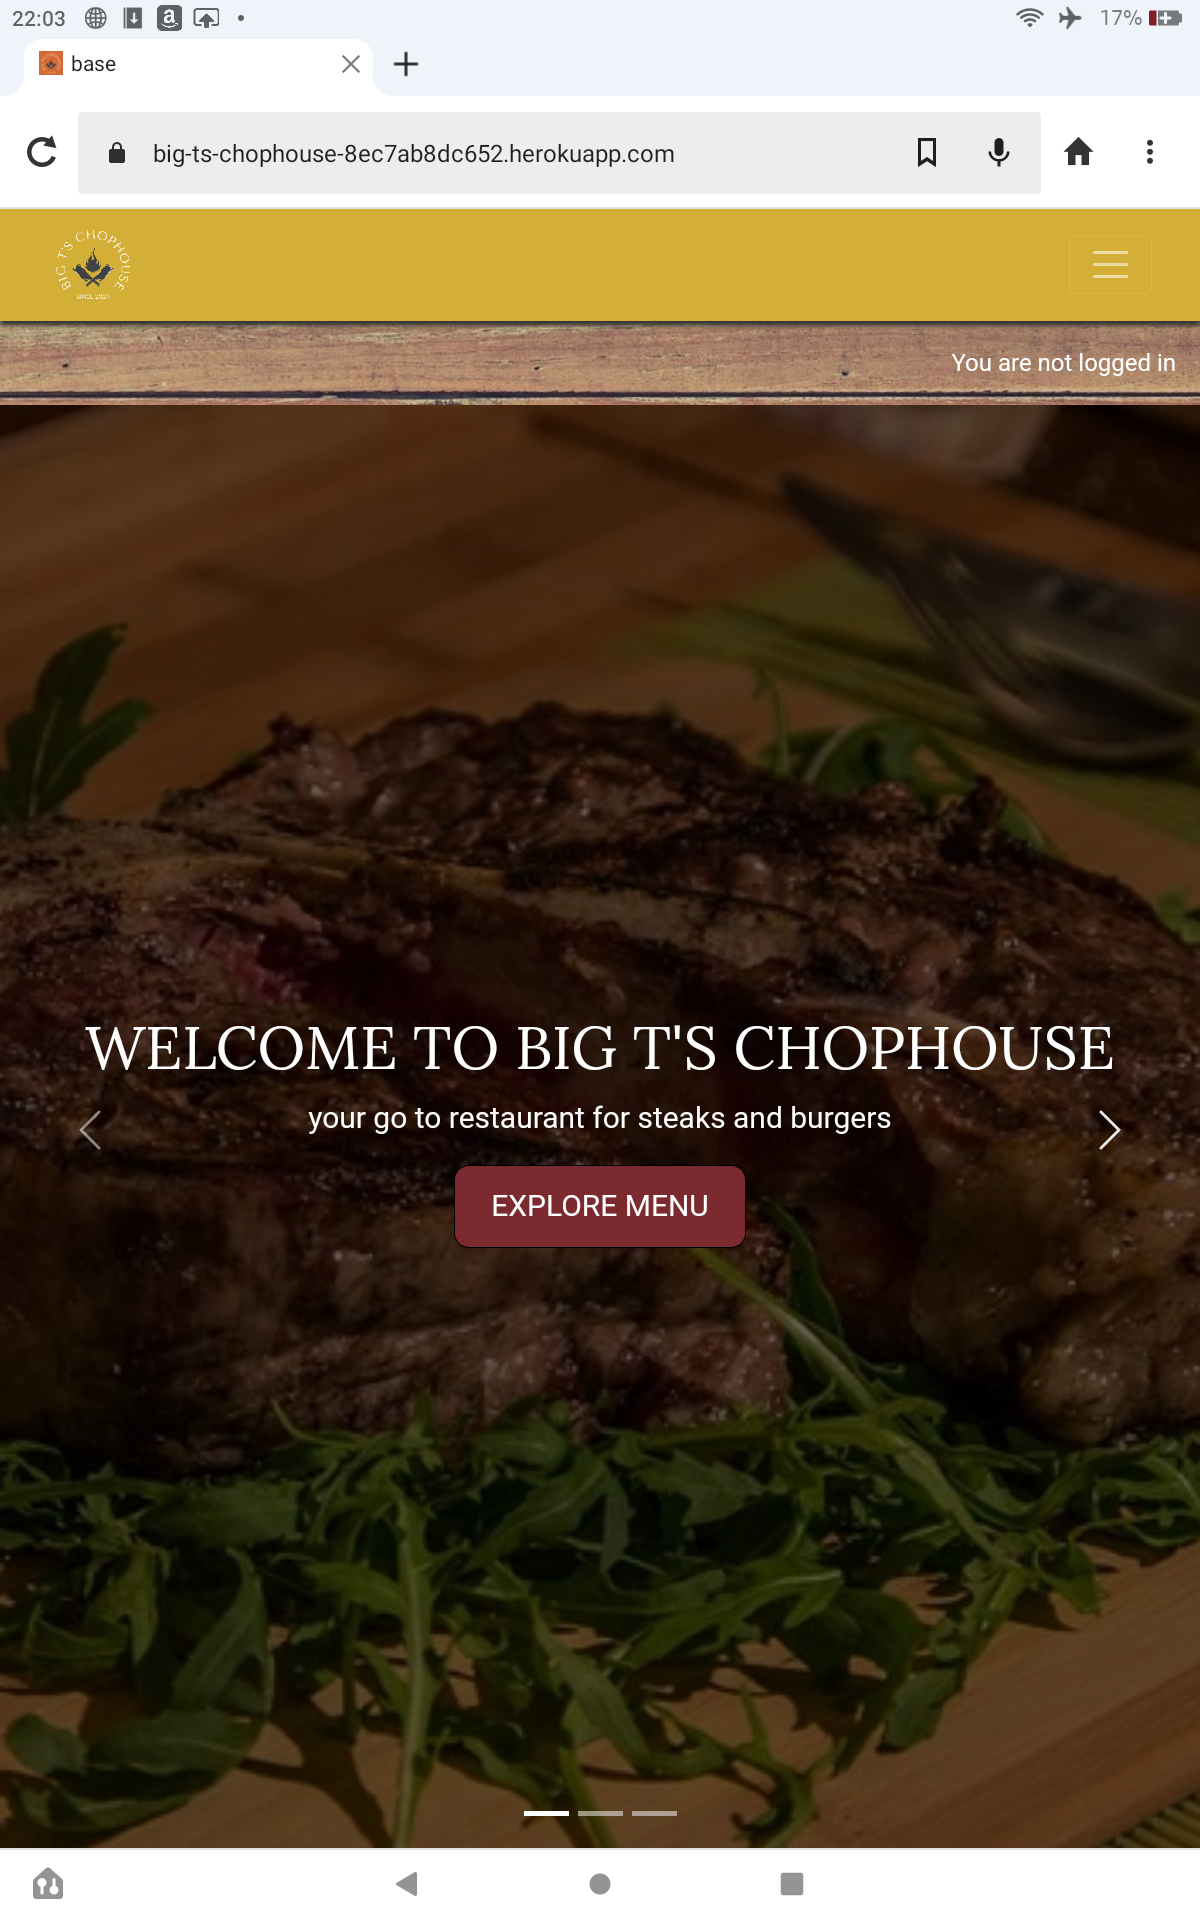 22:03
17%
base
big-ts-chophouse-8ec7ab8dc652.herokuapp.com
BIG T'S CHOPHOUSE
SINCE 2021
You are not logged in
WELCOME TO BIG T'S CHOPHOUSE
your go to restaurant for steaks and burgers
EXPLORE MENU